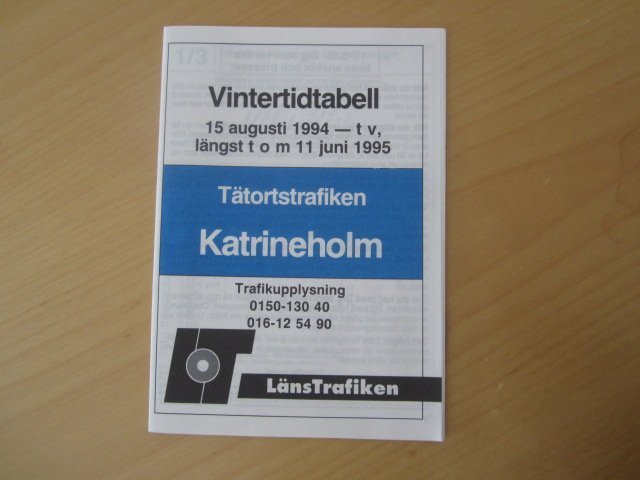 1/3
Vintertidtabell
15 augusti 1994 — t v,
längst t o m 11 juni 1995
Tätortstrafiken
Katrineholm
Trafikupplysning
0150-130 40
016-12 54 90
LänsTrafiken